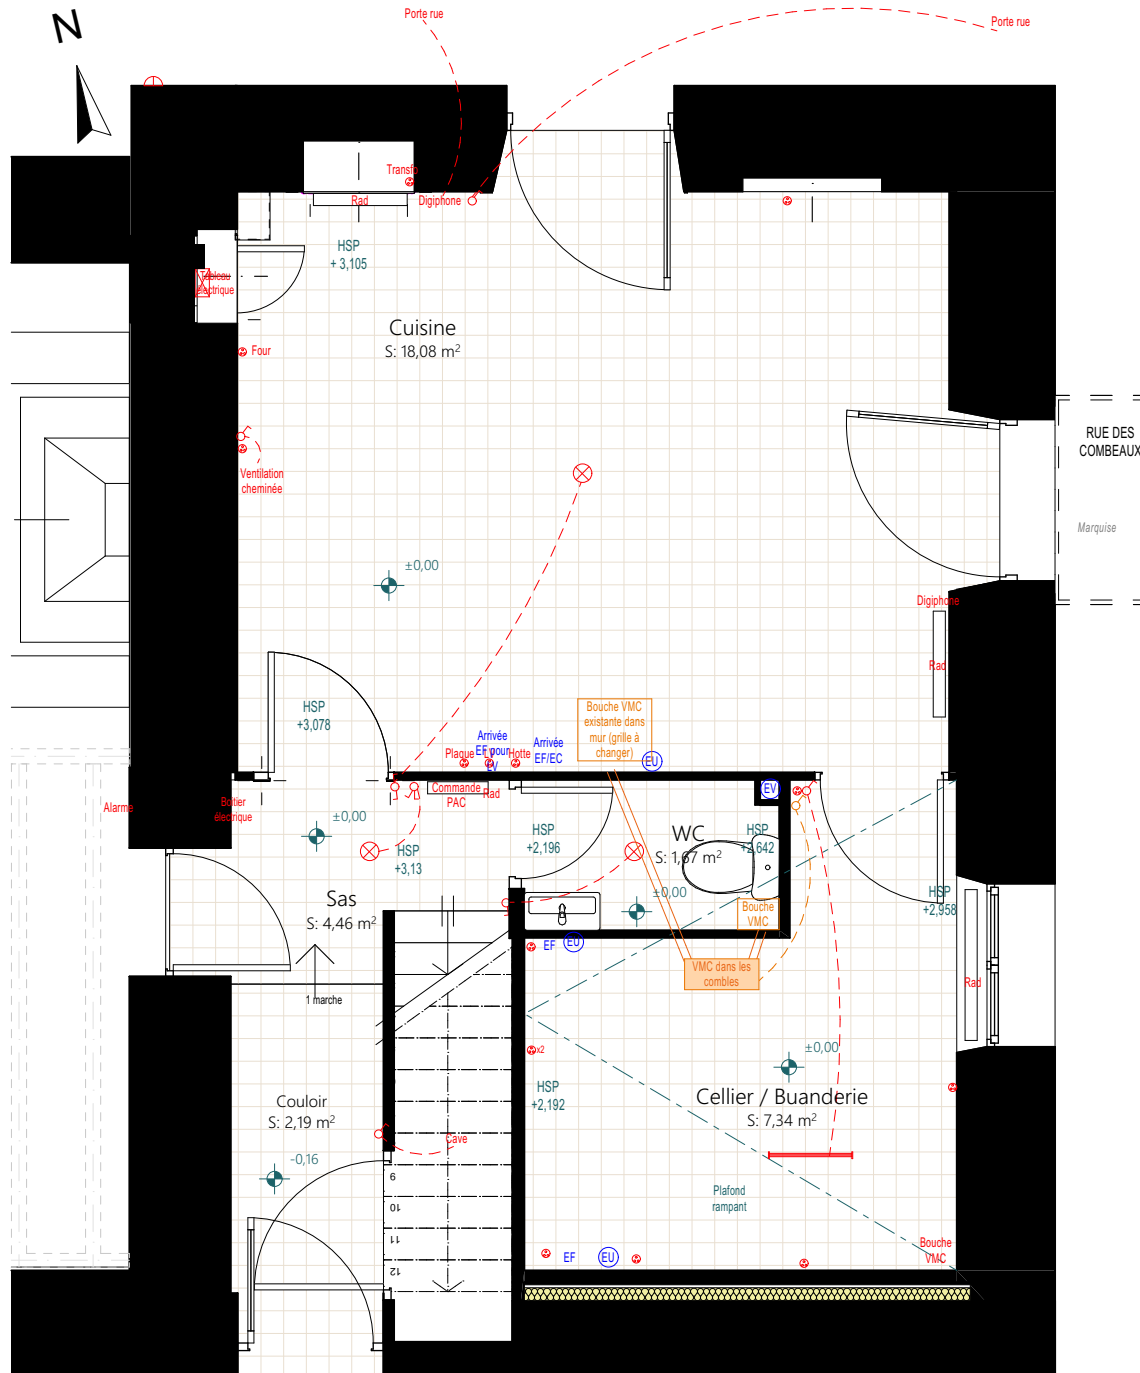 Porte rue
Porte rue
N
Transfo
Rad
Digiphone
HSP
+ 3,105
Tableau
électrique
Cuisine
S: 18,08 m²
Four
RUE DES
COMBEAUX
Ventilation
cheminée
Marquise
±0,00
Digiphone
Rad
HSP
+3,078
Bouche VMC
existante dans
mur (grille à
changer)
Arrivée
EF pour
LV
Arrivée
EF/EC
Plaque
LV
Hotte
EU
Commande
PAC
Rad
EV
Alarme
Boitier
électrique
±0,00
HSP
+3,13
HSP
+2,196
WC
S: 1,67 m²
HSP
+2,642
±0,00
HSP
+2,958
Sas
S: 4,46 m²
Bouche
VMC
EF
EU
VMC dans les
combles
Rad
1 marche
x2
±0,00
HSP
+2,192
Couloir
S: 2,19 m²
Cellier / Buanderie
S: 7,34 m²
Cave
-0,16
9
10
11
12
Plafond
rampant
EF
EU
Bouche
VMC